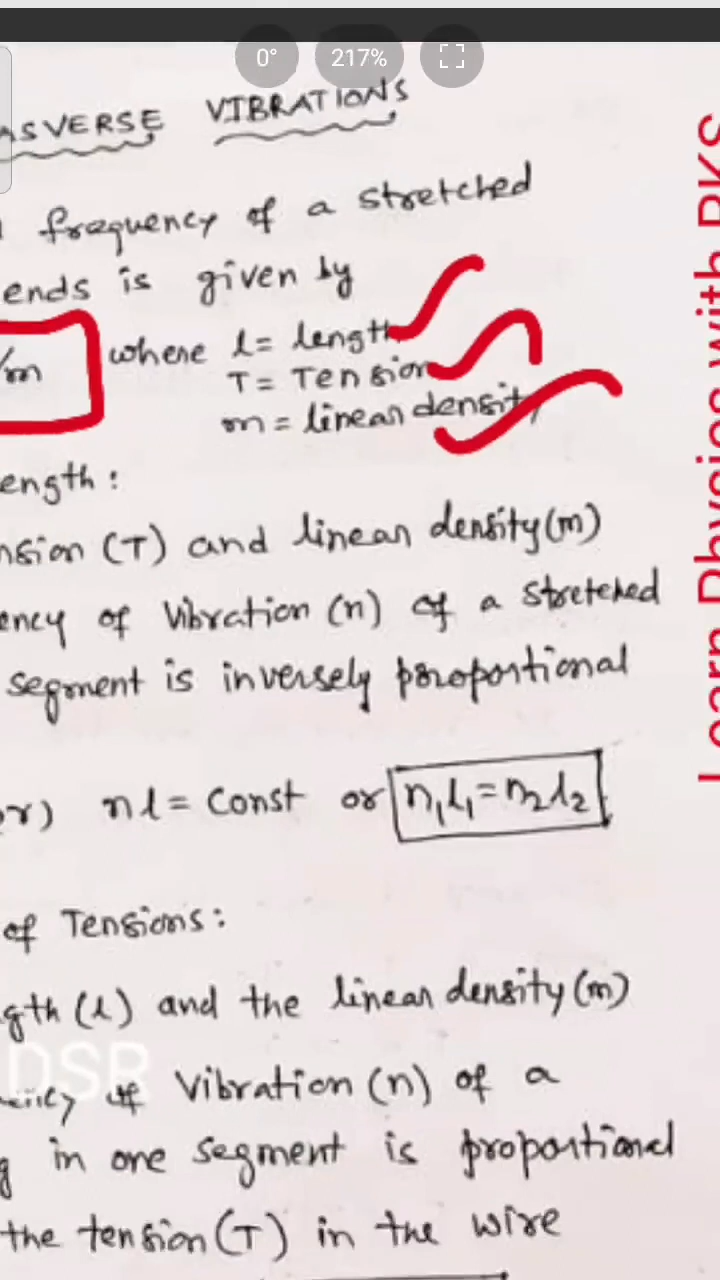 0°
217%
ASVERSE VIBRATIONS
frequency of a stretched
ends is given by
/m
where l = length
T = Tension
m = linear density
ength :
nsion (T) and linear density (m)
ency of vibration (n) of a stretched
segment is inversely proportional
or) nl = Const or n₁l₁ = n₂l₂
of Tensions :
gth (l) and the linear density (m)
DSR
of Vibration (n) of a
g in one segment is proportional
the tension (T) in the wire
Learn Physics with PKS